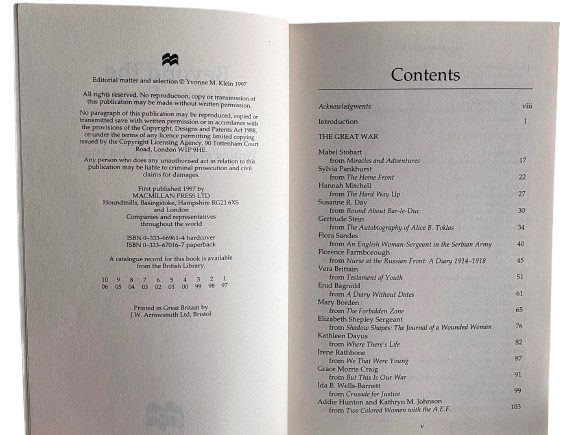 Editorial matter and selection © Yvonne M. Klein 1997
All rights reserved. No reproduction, copy or transmission of
this publication may be made without written permission.
No paragraph of this publication may be reproduced, copied or
transmitted save with written permission or in accordance with
the provisions of the Copyright, Designs and Patents Act 1988,
or under the terms of any licence permitting limited copying
issued by the Copyright Licensing Agency, 90 Tottenham Court
Road, London W1P 9HE.
Any person who does any unauthorised act in relation to this
publication may be liable to criminal prosecution and civil
claims for damages.
First published 1997 by
MACMILLAN PRESS LTD
Houndmills, Basingstoke, Hampshire RG21 6XS
and London
Companies and representatives
throughout the world
ISBN 0–333–66961–4 hardcover
ISBN 0–333–67016–7 paperback
A catalogue record for this book is available
from the British Library.
10 9 8 7 6 5 4 3 2 1
06 05 04 03 02 01 00 99 98 97
Printed in Great Britain by
J.W. Arrowsmith Ltd, Bristol
Contents
Acknowledgments viii
Introduction 1
THE GREAT WAR
Mabel Stobart
from Miracles and Adventures 17
Sylvia Pankhurst
from The Home Front 22
Hannah Mitchell
from The Hard Way Up 27
Susanne R. Day
from Round About Bar-le-Duc 30
Gertrude Stein
from The Autobiography of Alice B. Toklas 34
Flora Sandes
from An English Woman-Sergeant in the Serbian Army 40
Florence Farmborough
from Nurse at the Russian Front: A Diary 1914–1918 45
Vera Brittain
from Testament of Youth 51
Enid Bagnold
from A Diary Without Dates 61
Mary Borden
from The Forbidden Zone 65
Elizabeth Shepley Sergeant
from Shadow Shapes: The Journal of a Wounded Woman 76
Kathleen Dayus
from Where There's Life 82
Irene Rathbone
from We That Were Young 87
Grace Morris Craig
from But This Is Our War 91
Ida B. Wells-Barnett
from Crusade for Justice 99
Addie Hunton and Kathryn M. Johnson
from Two Colored Women with the A.E.F. 103
v